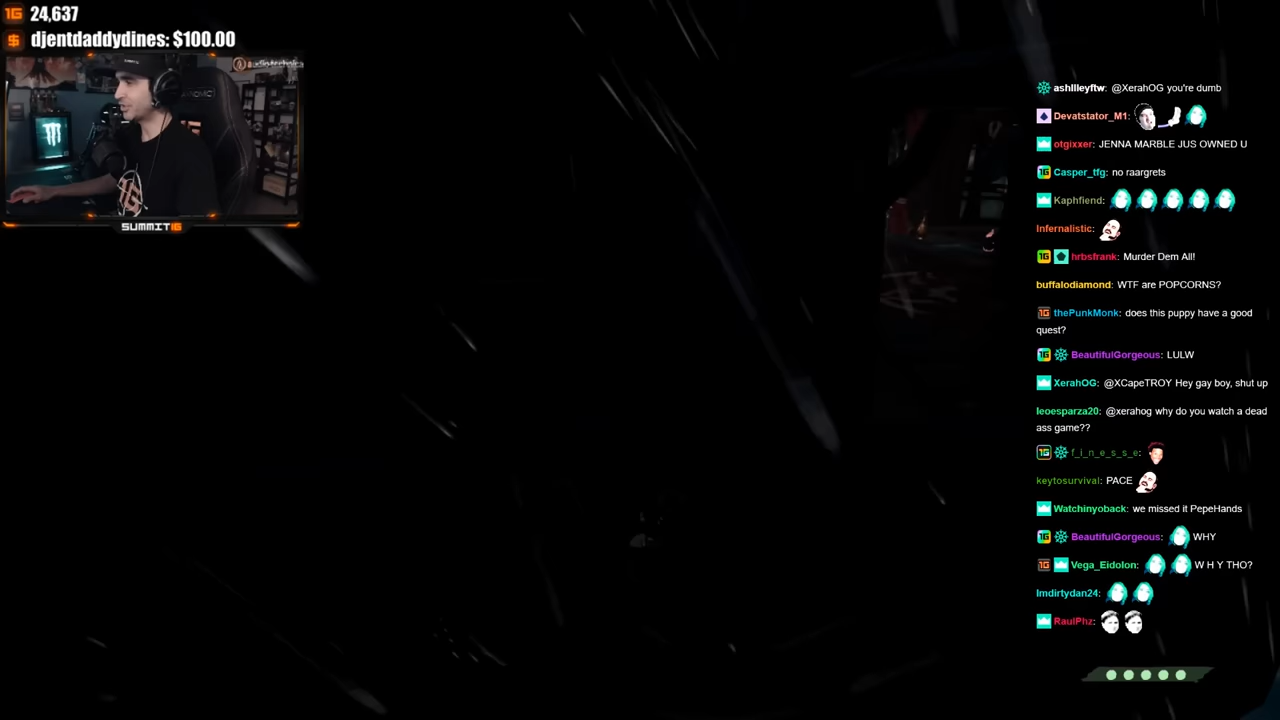 24,637
djentdaddydines: $100.00
SUMMIT1G
ashllleyftw: @XerahOG you're dumb
Devatstator_M1:
otgixxer: JENNA MARBLE JUS OWNED U
Casper_tfg: no raargrets
Kaphfiend:
Infernalistic:
hrbsfrank: Murder Dem All!
buffalodiamond: WTF are POPCORNS?
thePunkMonk: does this puppy have a good
quest?
BeautifulGorgeous: LULW
XerahOG: @XCapeTROY Hey gay boy, shut up
leoesparza20: @xerahog why do you watch a dead
ass game??
f_i_n_e_s_s_e:
keytosurvival: PACE
Watchinyoback: we missed it PepeHands
BeautifulGorgeous: WHY
Vega_Eidolon: W H Y THO?
Imdirtydan24:
RaulPhz: